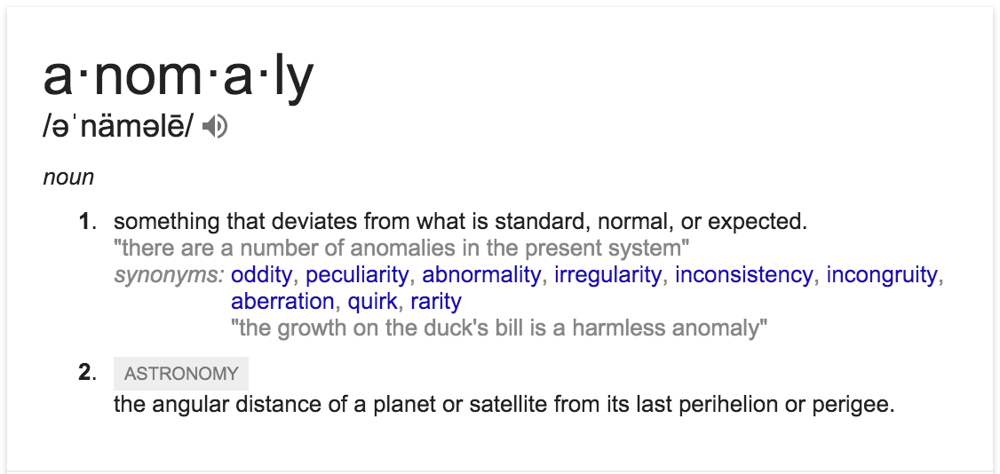 a·nom·a·ly
/əˈnäməlē/
noun
1. something that deviates from what is standard, normal, or expected.
"there are a number of anomalies in the present system"
synonyms: oddity, peculiarity, abnormality, irregularity, inconsistency, incongruity,
aberration, quirk, rarity
"the growth on the duck's bill is a harmless anomaly"
2. ASTRONOMY
the angular distance of a planet or satellite from its last perihelion or perigee.